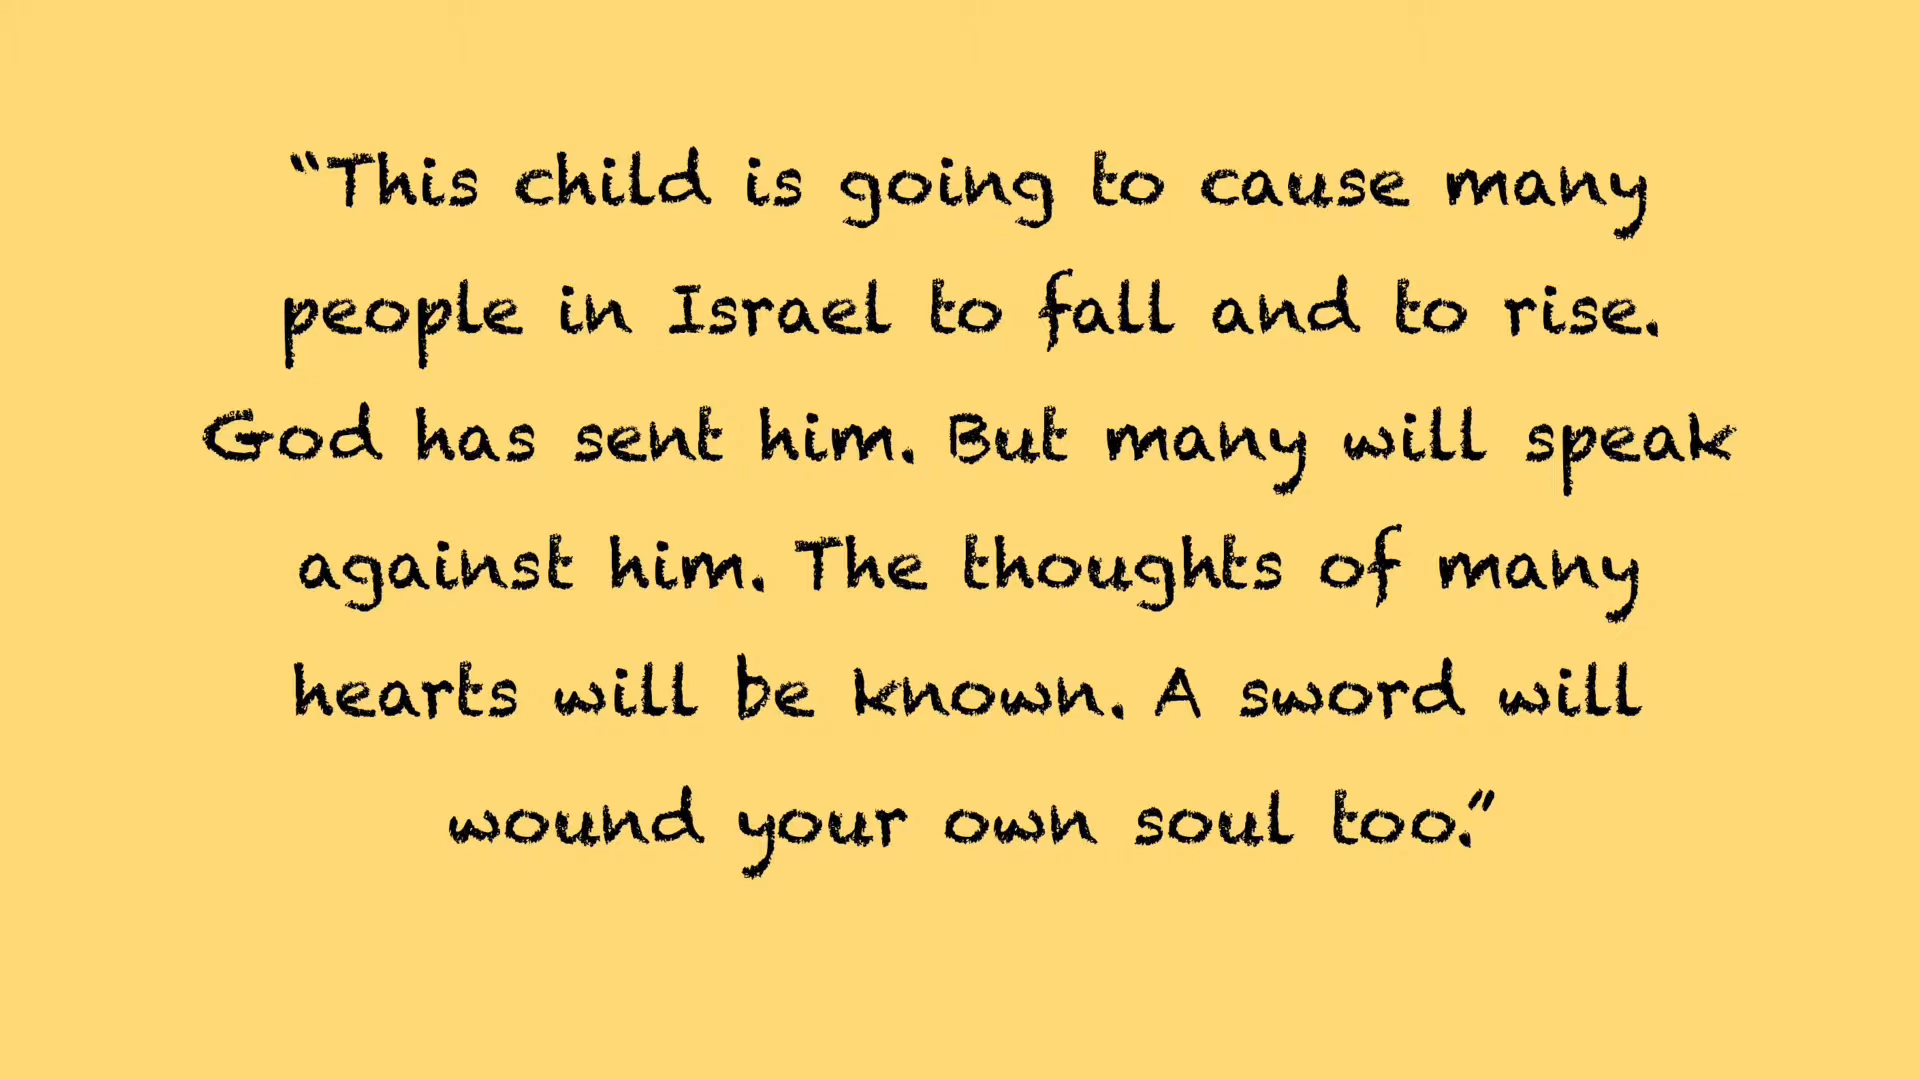 “This child is going to cause many
people in Israel to fall and to rise.
God has sent him. But many will speak
against him. The thoughts of many
hearts will be known. A sword will
wound your own soul too.”